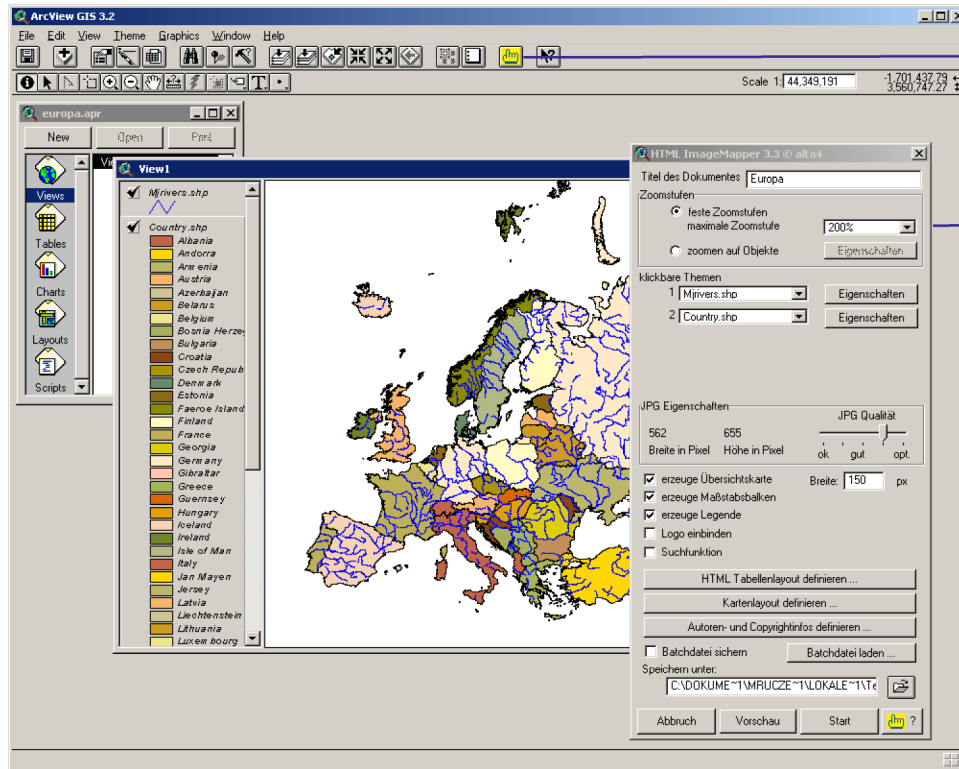 ArcView GIS 3.2
File Edit View Theme Graphics Window Help
Scale 1: 44,349,191
-1,701,437.79
3,560,747.27
europa.apr
New Open Print
Views
Tables
Charts
Layouts
Scripts
View1
Mjrivers.shp
Country.shp
Albania
Andorra
Armenia
Austria
Azerbaijan
Belarus
Belgium
Bosnia Herze
Bulgaria
Croatia
Czech Repub
Denmark
Estonia
Faeroe Island
Finland
France
Georgia
Germany
Gibraltar
Greece
Guernsey
Hungary
Iceland
Ireland
Isle of Man
Italy
Jan Mayen
Jersey
Latvia
Liechtenstein
Lithuania
Luxembourg
HTML ImageMapper 3.3 © alta4
Titel des Dokumentes Europa
Zoomstufen
feste Zoomstufen
maximale Zoomstufe 200%
zoomen auf Objekte Eigenschaften
klickbare Themen
1 Mjrivers.shp Eigenschaften
2 Country.shp Eigenschaften
JPG Eigenschaften
JPG Qualität
562 655
Breite in Pixel Höhe in Pixel
ok gut opt.
erzeuge Übersichtskarte Breite: 150 px
erzeuge Maßstabsbalken
erzeuge Legende
Logo einbinden
Suchfunktion
HTML Tabellenlayout definieren ...
Kartenlayout definieren ...
Autoren- und Copyrightinfos definieren ...
Batchdatei sichern Batchdatei laden ...
Speichern unter:
C:\DOKUME~1\MRUCZE~1\LOKALE~1\Te
Abbruch Vorschau Start him ?